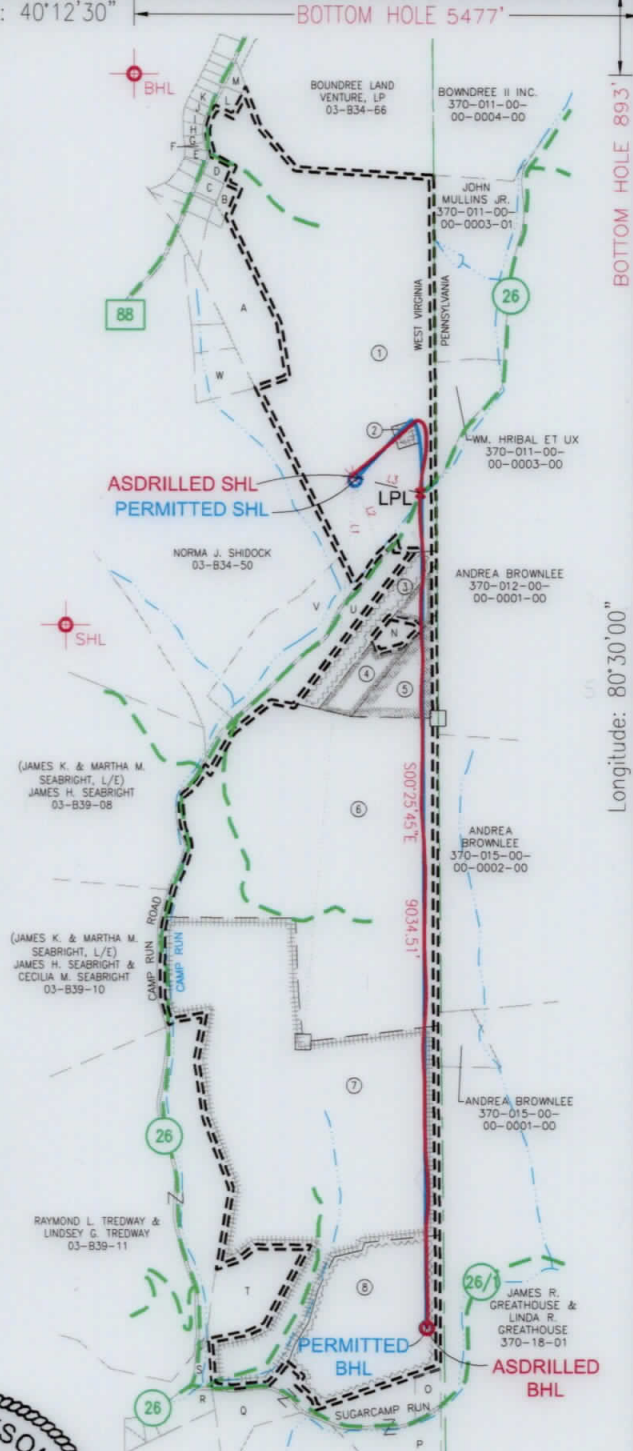 : 40°12'30"
BOTTOM HOLE 5477'
BOTTOM HOLE 893'
BHL
K
L
M
J
I
H
G
F
E
D
C
B
BOUNDREE LAND
VENTURE, LP
03-B34-66
BOWNDREE II INC.
370-011-00-
00-0004-00
JOHN
MULLINS JR.
370-011-00-
00-0003-01
88
A
W
1
WEST VIRGINIA
PENNSYLVANIA
26
2
WM. HRIBAL ET UX
370-011-00-
00-0003-00
ASDRILLED SHL
PERMITTED SHL
LPL
L3
L2
L1
NORMA J. SHIDOCK
03-B34-50
V
U
3
N
4
5
ANDREA BROWNLEE
370-012-00-
00-0001-00
SHL
Longitude: 80°30'00"
(JAMES K. & MARTHA M.
SEABRIGHT, L/E)
JAMES H. SEABRIGHT
03-B39-08
6
S00°25'45"E
9034.51'
ANDREA
BROWNLEE
370-015-00-
00-0002-00
(JAMES K. & MARTHA M.
SEABRIGHT, L/E)
JAMES H. SEABRIGHT &
CECILIA M. SEABRIGHT
03-B39-10
CAMP RUN ROAD
CAMP RUN
7
ANDREA BROWNLEE
370-015-00-
00-0001-00
26
RAYMOND L. TREDWAY &
LINDSEY G. TREDWAY
03-B39-11
T
8
26/1
JAMES R.
GREATHOUSE &
LINDA R.
GREATHOUSE
370-18-01
PERMITTED
BHL
ASDRILLED
BHL
S
R
Q
O
P
26
SUGARCAMP RUN
SON